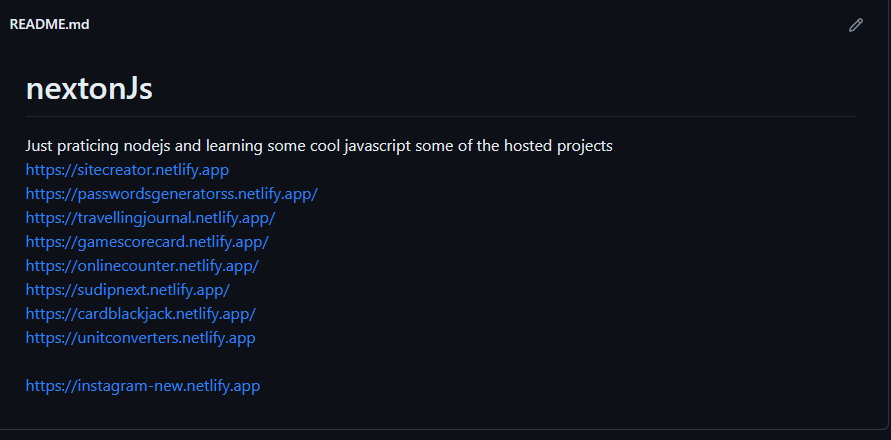 README.md
nextonJs
Just praticing nodejs and learning some cool javascript some of the hosted projects
https://sitecreator.netlify.app
https://passwordsgeneratorss.netlify.app/
https://travellingjournal.netlify.app/
https://gamescorecard.netlify.app/
https://onlinecounter.netlify.app/
https://sudipnext.netlify.app/
https://cardblackjack.netlify.app/
https://unitconverters.netlify.app
https://instagram-new.netlify.app